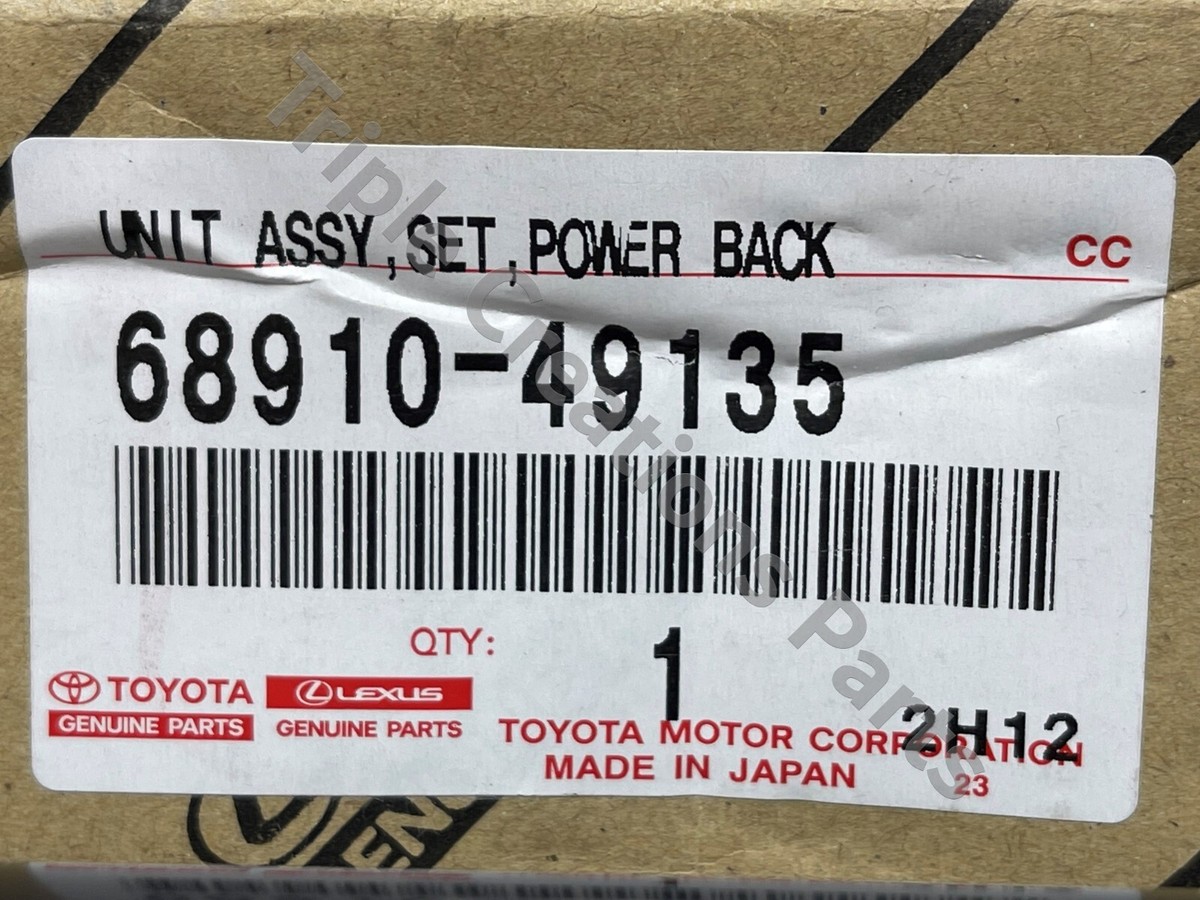 UNIT ASSY,SET,POWER BACK
CC
68910-49135
QTY:
1
TOYOTA
GENUINE PARTS
LEXUS
GENUINE PARTS
TOYOTA MOTOR CORPORATION
2H12
MADE IN JAPAN
23
EN
Triple Creations Parts